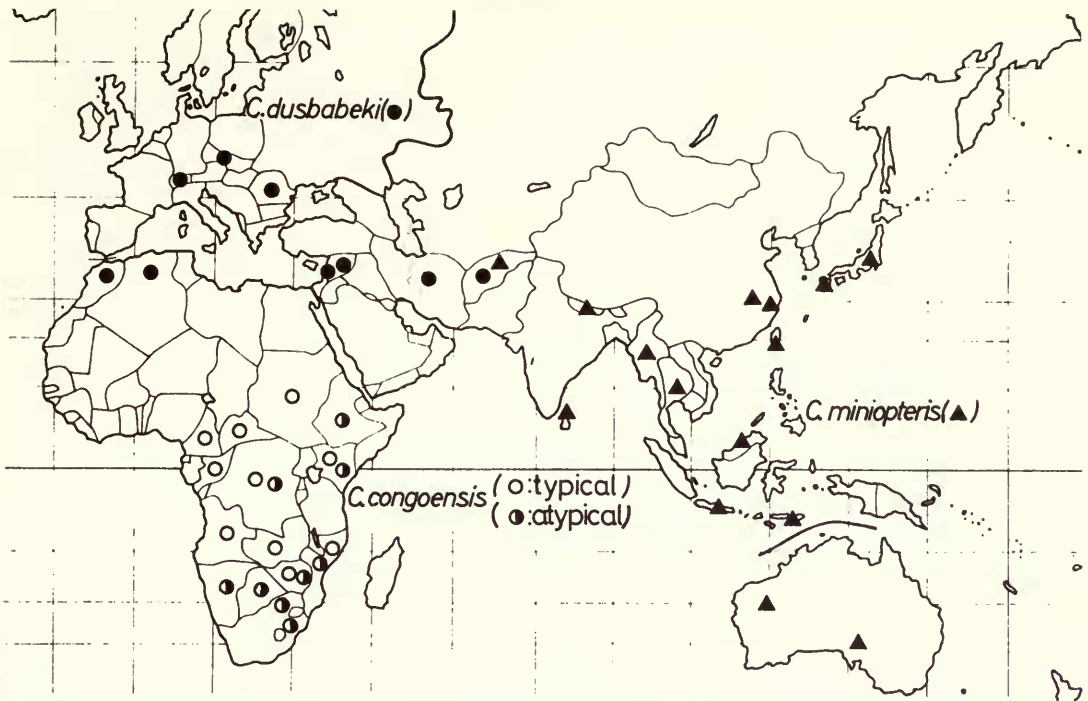 C.dusbabeki(●)
C.miniopteris(▲)
C.congoensis (○:typical)
(◑:atypical)